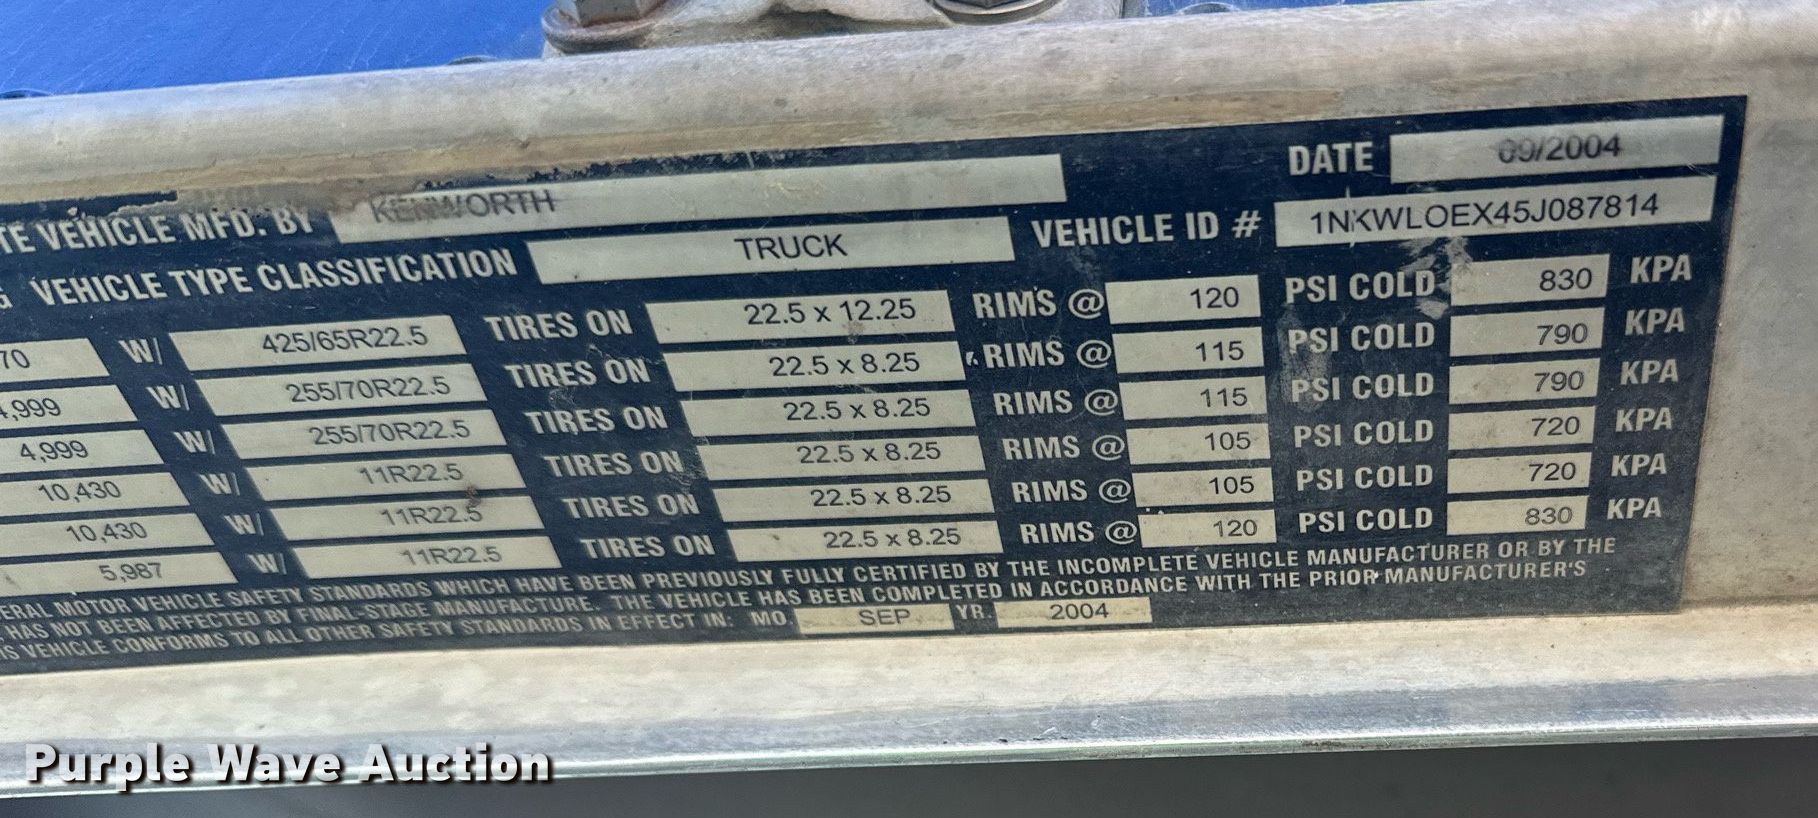 DATE 09/2004
TE VEHICLE MFD. BY KENWORTH
VEHICLE ID # 1NKWLOEX45J087814
G VEHICLE TYPE CLASSIFICATION TRUCK
70 W/ 425/65R22.5 TIRES ON 22.5 x 12.25 RIMS @ 120 PSI COLD 830 KPA
4,999 W/ 255/70R22.5 TIRES ON 22.5 x 8.25 RIMS @ 115 PSI COLD 790 KPA
4,999 W/ 255/70R22.5 TIRES ON 22.5 x 8.25 RIMS @ 115 PSI COLD 790 KPA
10,430 W/ 11R22.5 TIRES ON 22.5 x 8.25 RIMS @ 105 PSI COLD 720 KPA
10,430 W/ 11R22.5 TIRES ON 22.5 x 8.25 RIMS @ 105 PSI COLD 720 KPA
5,987 W/ 11R22.5 TIRES ON 22.5 x 8.25 RIMS @ 120 PSI COLD 830 KPA
ERAL MOTOR VEHICLE SAFETY STANDARDS WHICH HAVE BEEN PREVIOUSLY FULLY CERTIFIED BY THE INCOMPLETE VEHICLE MANUFACTURER OR BY THE
HAS NOT BEEN AFFECTED BY FINAL-STAGE MANUFACTURE. THE VEHICLE HAS BEEN COMPLETED IN ACCORDANCE WITH THE PRIOR MANUFACTURER'S
IS VEHICLE CONFORMS TO ALL OTHER SAFETY STANDARDS IN EFFECT IN: MO. SEP YR. 2004
Purple Wave Auction